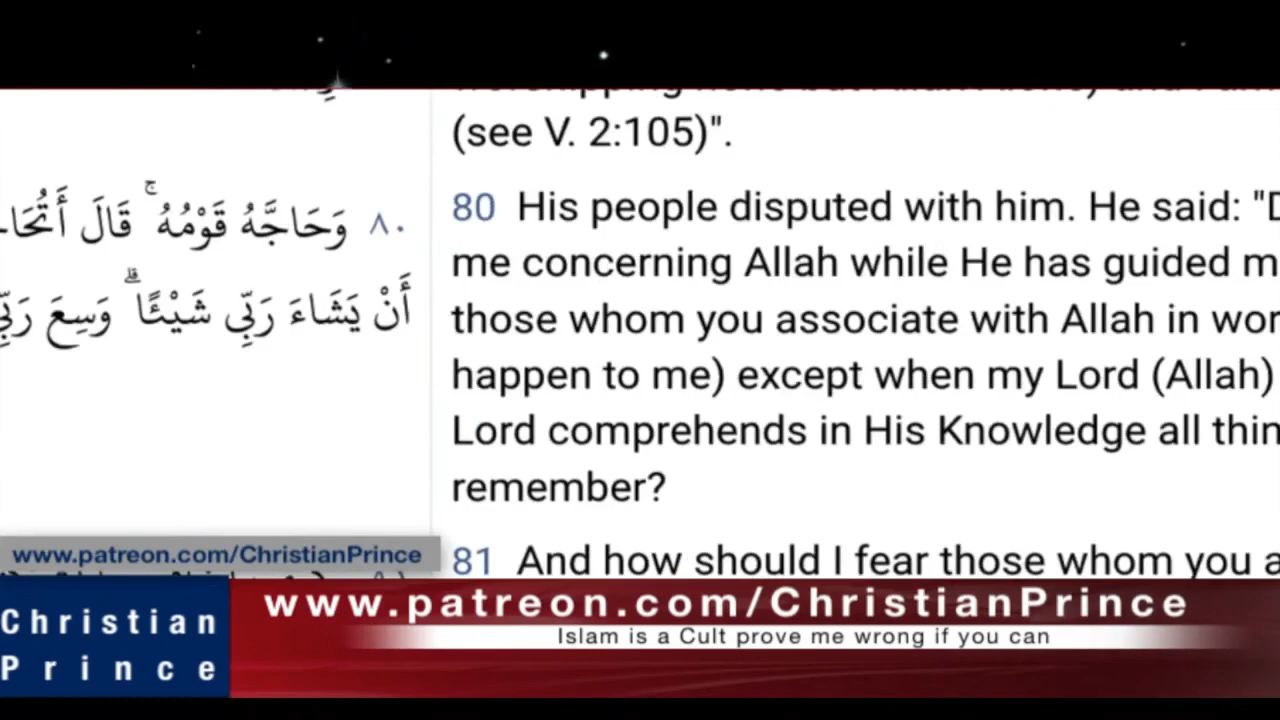 (see V. 2:105)".
٨٠ وَحَاجَّهُ قَوْمُهُ ۚ قَالَ
أَنْ يَشَاءَ رَبِّي شَيْئًا ۗ وَسِعَ
80 His people disputed with him. He said:
me concerning Allah while He has guided
those whom you associate with Allah in
happen to me) except when my Lord (Allah)
Lord comprehends in His Knowledge all
remember?
81 And how should I fear those whom you
www.patreon.com/ChristianPrince
Christian
Prince
www.patreon.com/ChristianPrince
Islam is a Cult prove me wrong if you can